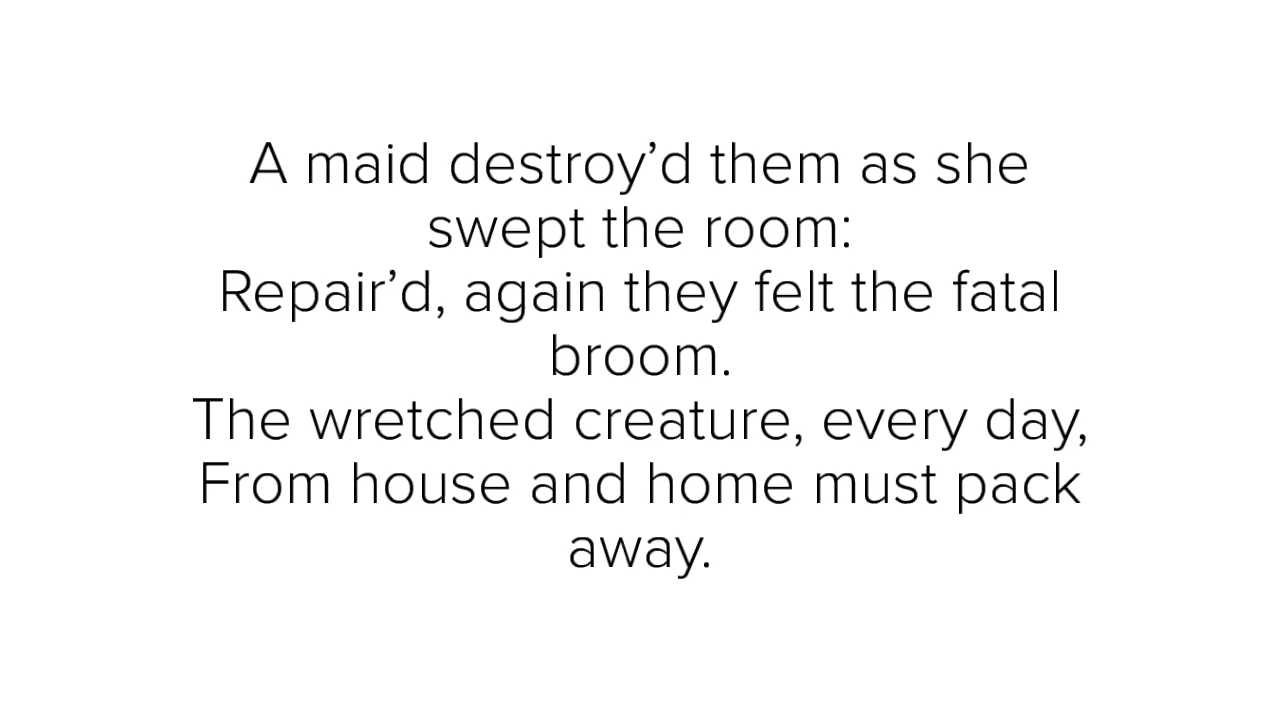 A maid destroy’d them as she
swept the room:
Repair’d, again they felt the fatal
broom.
The wretched creature, every day,
From house and home must pack
away.